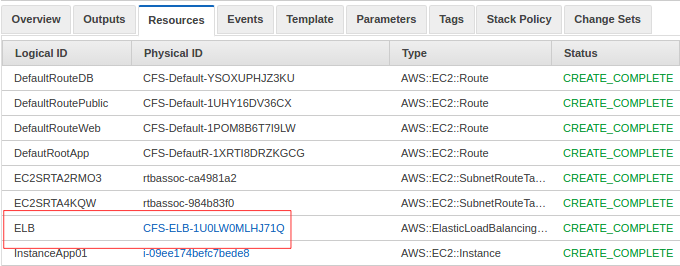 Overview Outputs Resources Events Template Parameters Tags Stack Policy Change Sets
Logical ID Physical ID Type Status
DefaultRouteDB CFS-Default-YSOXUPHJZ3KU AWS::EC2::Route CREATE_COMPLETE
DefaultRoutePublic CFS-Default-1UHY16DV36CX AWS::EC2::Route CREATE_COMPLETE
DefaultRouteWeb CFS-Default-1POM8B6T7I9LW AWS::EC2::Route CREATE_COMPLETE
DefautRootApp CFS-DefautR-1XRTI8DRZKGCG AWS::EC2::Route CREATE_COMPLETE
EC2SRTA2RMO3 rtbassoc-ca4981a2 AWS::EC2::SubnetRouteTa… CREATE_COMPLETE
EC2SRTA4KQW rtbassoc-984b83f0 AWS::EC2::SubnetRouteTa… CREATE_COMPLETE
ELB CFS-ELB-1U0LW0MLHJ71Q AWS::ElasticLoadBalancing… CREATE_COMPLETE
InstanceApp01 i-09ee174befc7bede8 AWS::EC2::Instance CREATE_COMPLETE